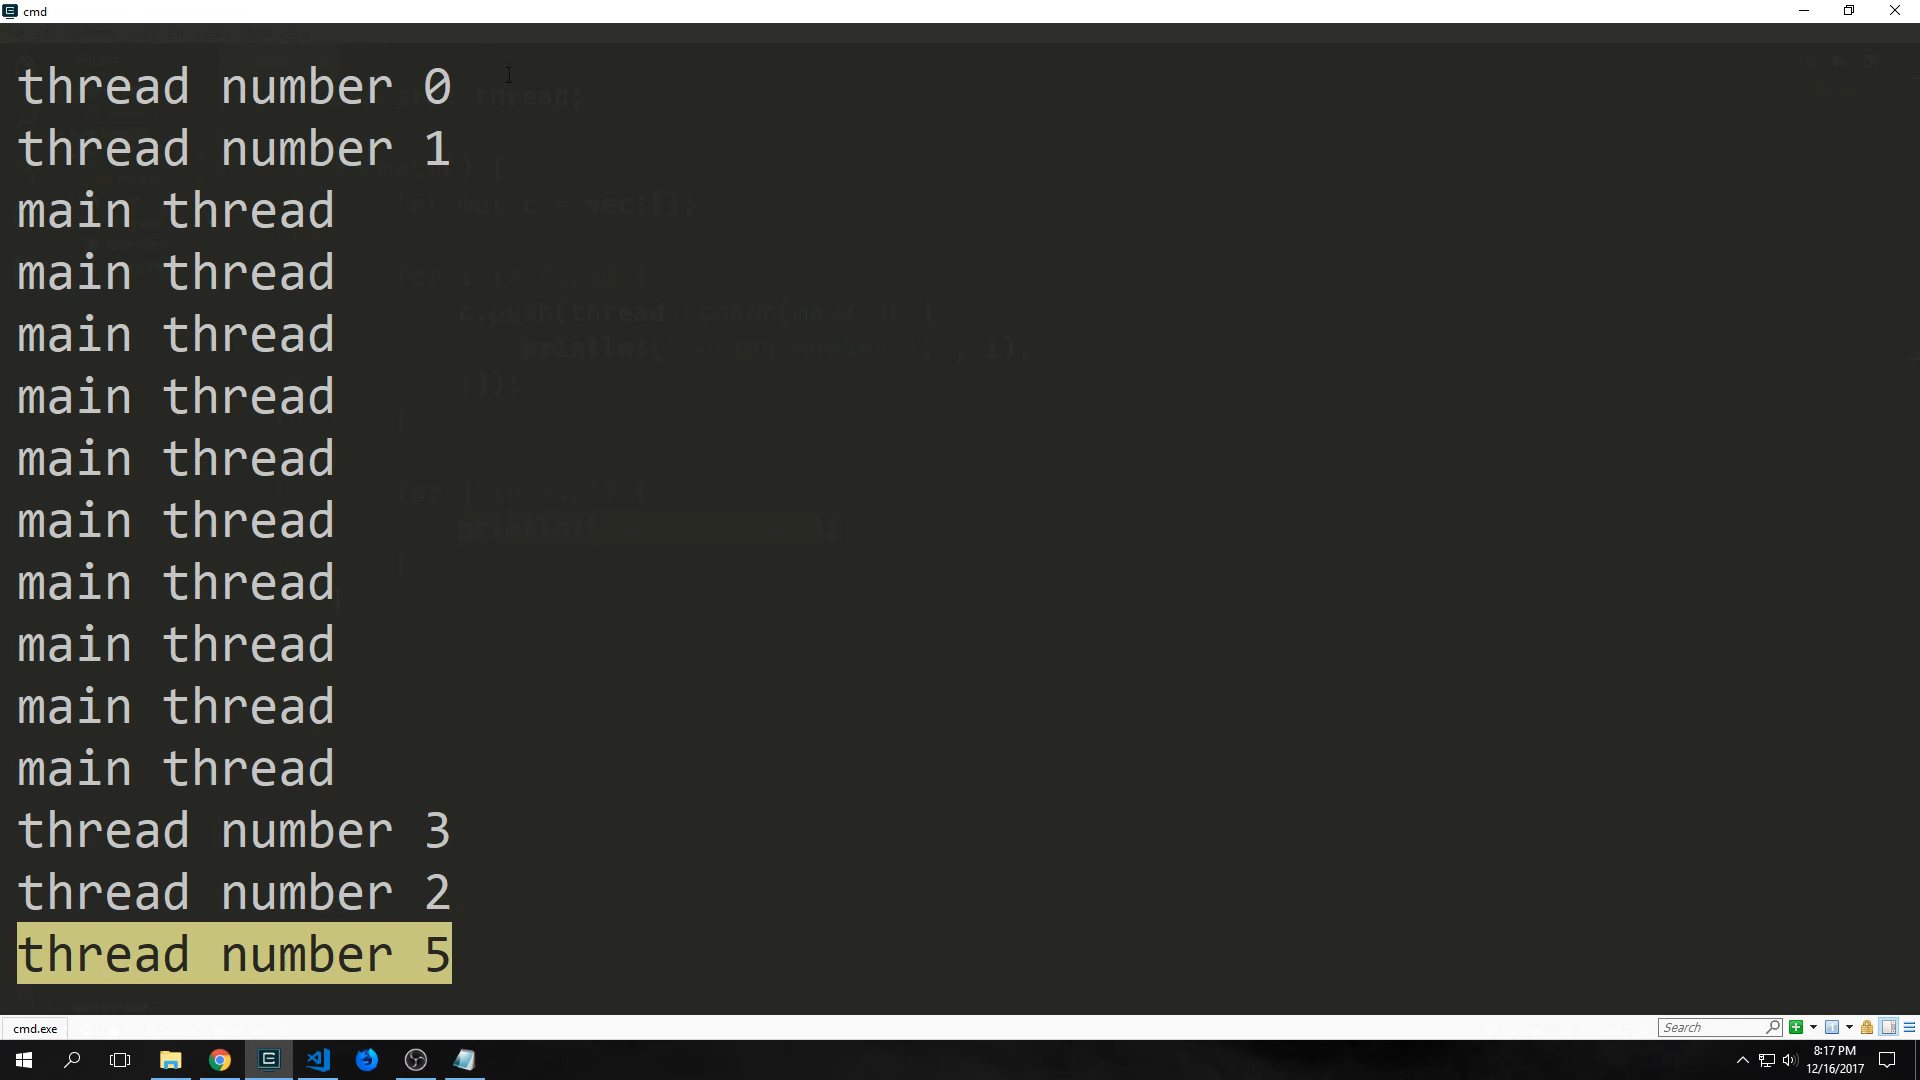 cmd
thread number 0
thread number 1
main thread
main thread
main thread
main thread
main thread
main thread
main thread
main thread
main thread
main thread
thread number 3
thread number 2
thread number 5
cmd.exe
Search
8:17 PM
12/16/2017